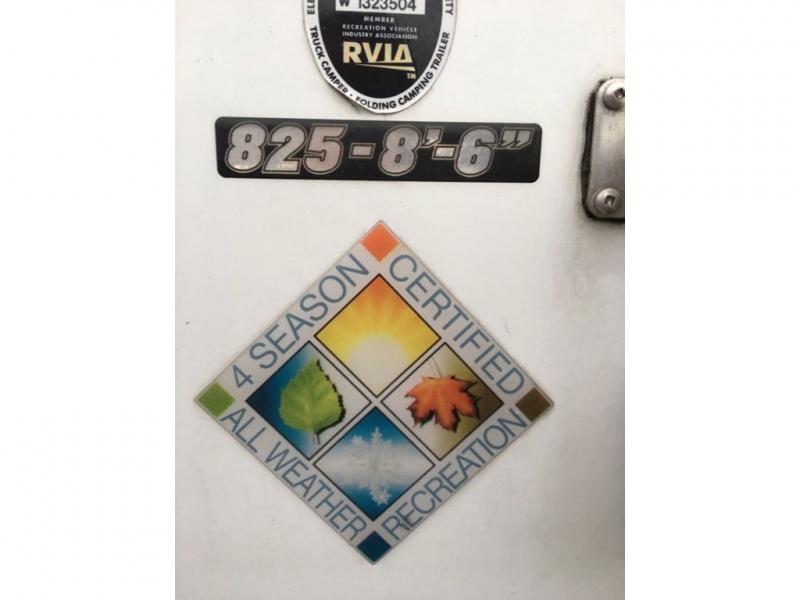 W 1323504
MEMBER
RECREATION VEHICLE
INDUSTRY ASSOCIATION
RVIA
TM
TRUCK CAMPER • FOLDING CAMPING TRAILER
825-8'-6"
4 SEASON
CERTIFIED
ALL WEATHER
RECREATION